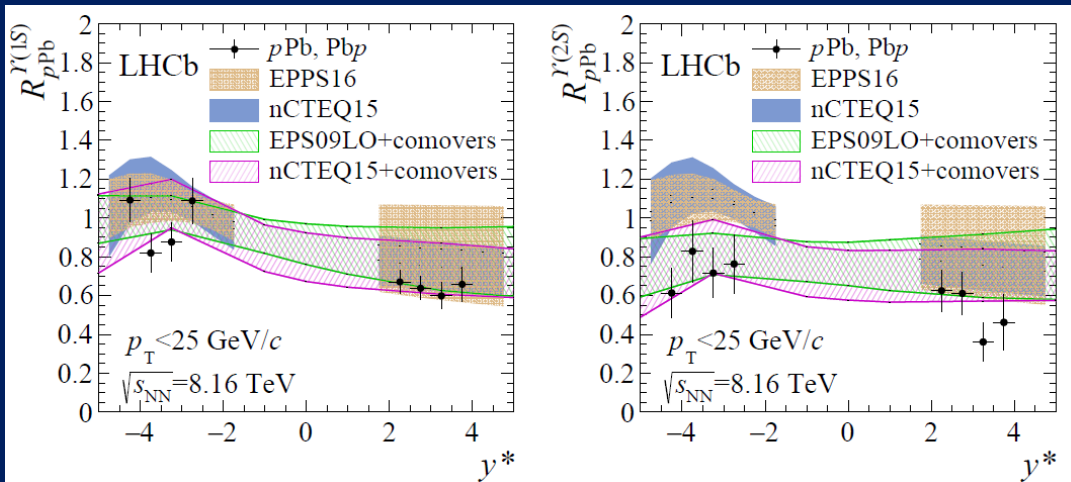 R_{pPb}^{Υ(1S)}
2
1.8
1.6
1.4
1.2
1
0.8
0.6
0.4
0.2
0
LHCb
pPb, Pbp
EPPS16
nCTEQ15
EPS09LO+comovers
nCTEQ15+comovers
p_T<25 GeV/c
√s_NN=8.16 TeV
−4 −2 0 2 4
y*
R_{pPb}^{Υ(2S)}
2
1.8
1.6
1.4
1.2
1
0.8
0.6
0.4
0.2
0
LHCb
pPb, Pbp
EPPS16
nCTEQ15
EPS09LO+comovers
nCTEQ15+comovers
p_T<25 GeV/c
√s_NN=8.16 TeV
−4 −2 0 2 4
y*